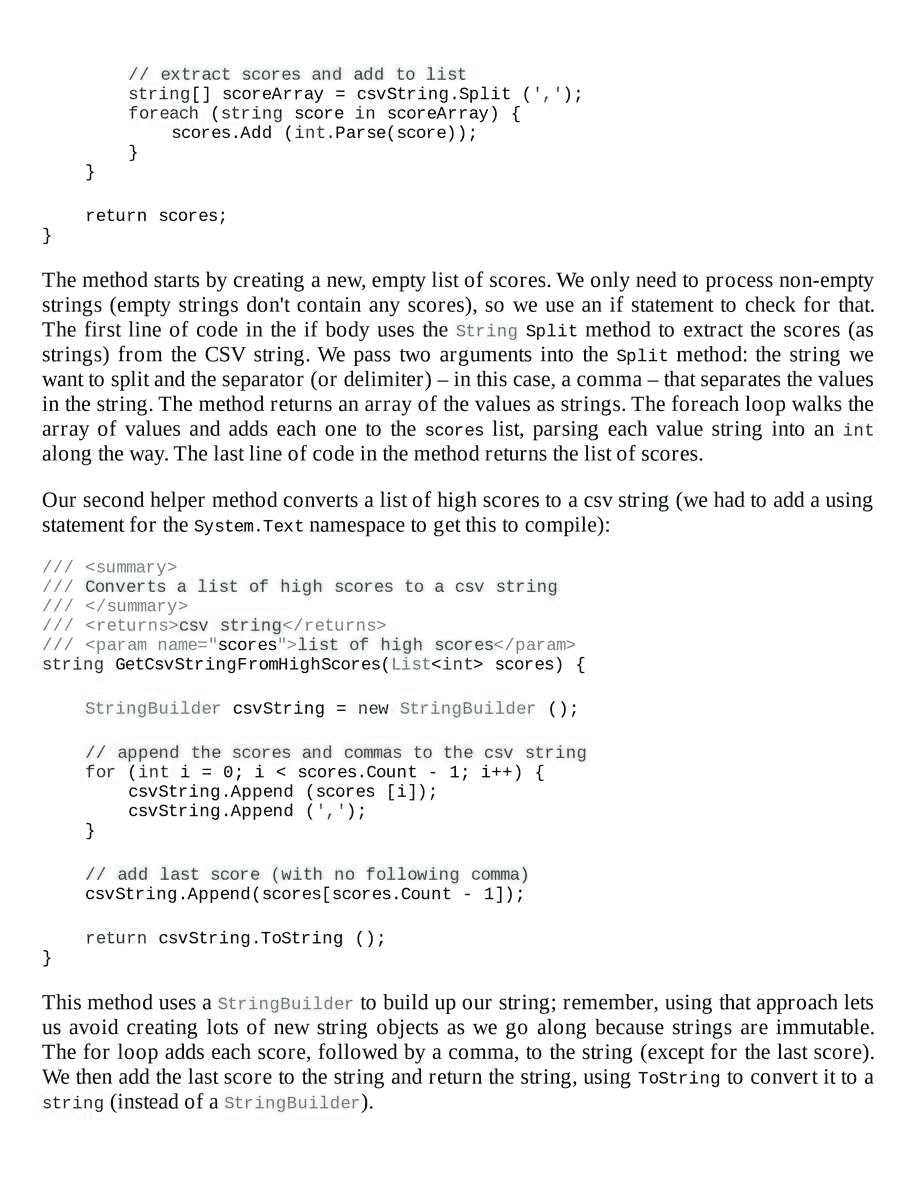 // extract scores and add to list
string[] scoreArray = csvString.Split (',');
foreach (string score in scoreArray) {
scores.Add (int.Parse(score));
}
}
return scores;
}
The method starts by creating a new, empty list of scores. We only need to process non-empty
strings (empty strings don't contain any scores), so we use an if statement to check for that.
The first line of code in the if body uses the String Split method to extract the scores (as
strings) from the CSV string. We pass two arguments into the Split method: the string we
want to split and the separator (or delimiter) – in this case, a comma – that separates the values
in the string. The method returns an array of the values as strings. The foreach loop walks the
array of values and adds each one to the scores list, parsing each value string into an int
along the way. The last line of code in the method returns the list of scores.
Our second helper method converts a list of high scores to a csv string (we had to add a using
statement for the System.Text namespace to get this to compile):
/// <summary>
/// Converts a list of high scores to a csv string
/// </summary>
/// <returns>csv string</returns>
/// <param name="scores">list of high scores</param>
string GetCsvStringFromHighScores(List<int> scores) {
StringBuilder csvString = new StringBuilder ();
// append the scores and commas to the csv string
for (int i = 0; i < scores.Count - 1; i++) {
csvString.Append (scores [i]);
csvString.Append (',');
}
// add last score (with no following comma)
csvString.Append(scores[scores.Count - 1]);
return csvString.ToString ();
}
This method uses a StringBuilder to build up our string; remember, using that approach lets
us avoid creating lots of new string objects as we go along because strings are immutable.
The for loop adds each score, followed by a comma, to the string (except for the last score).
We then add the last score to the string and return the string, using ToString to convert it to a
string (instead of a StringBuilder).